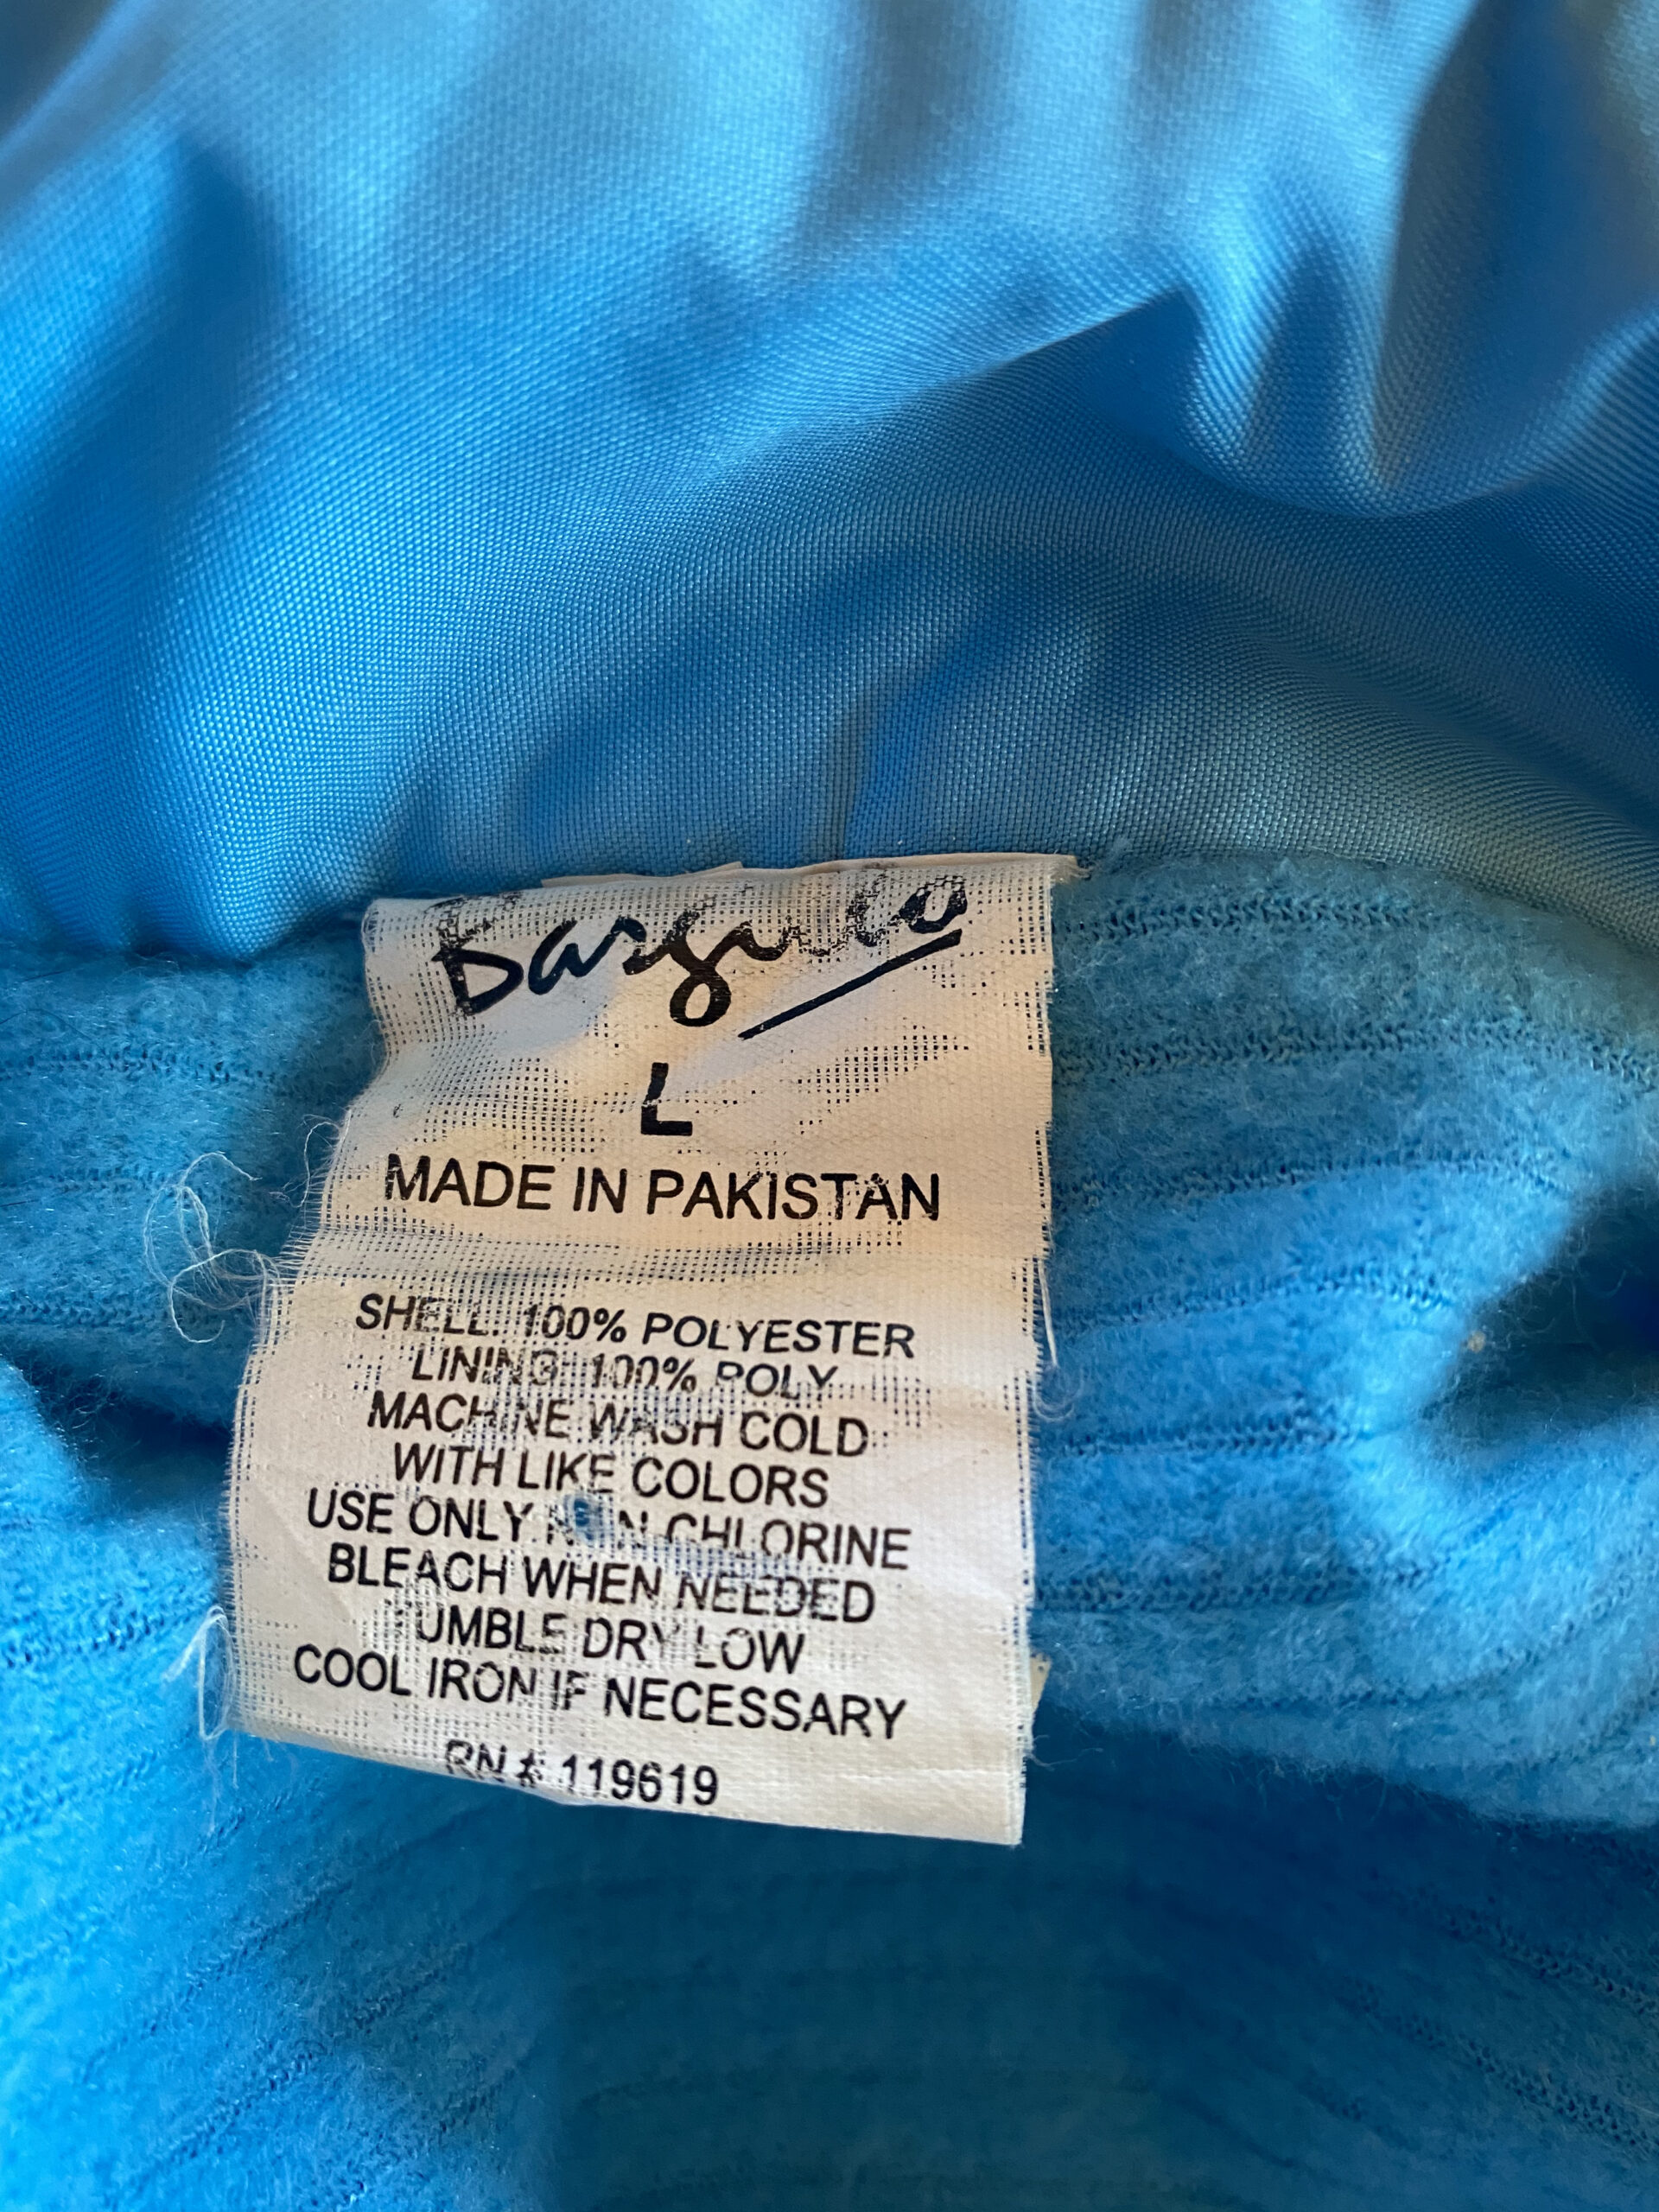 L
MADE IN PAKISTAN
SHELL: 100% POLYESTER
LINING: 100% POLY
MACHINE WASH COLD
WITH LIKE COLORS
USE ONLY NON-CHLORINE
BLEACH WHEN NEEDED
TUMBLE DRY LOW
COOL IRON IF NECESSARY
RN # 119619